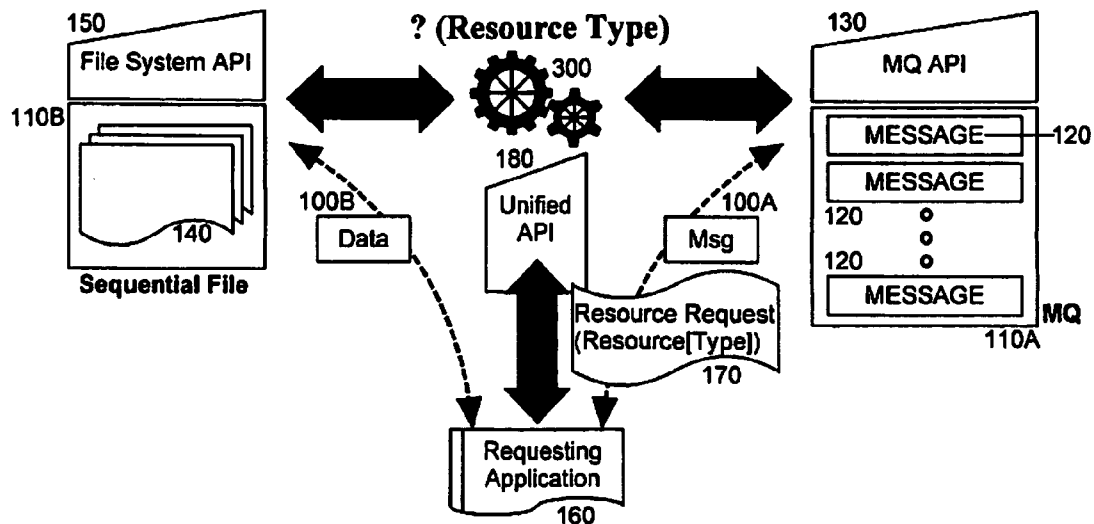 150
File System API
110B
140
Sequential File
? (Resource Type)
300
180
Unified
API
100B
Data
100A
Msg
Resource Request
(Resource[Type])
170
Requesting
Application
160
130
MQ API
MESSAGE
120
MESSAGE
120
120
MESSAGE
MQ
110A